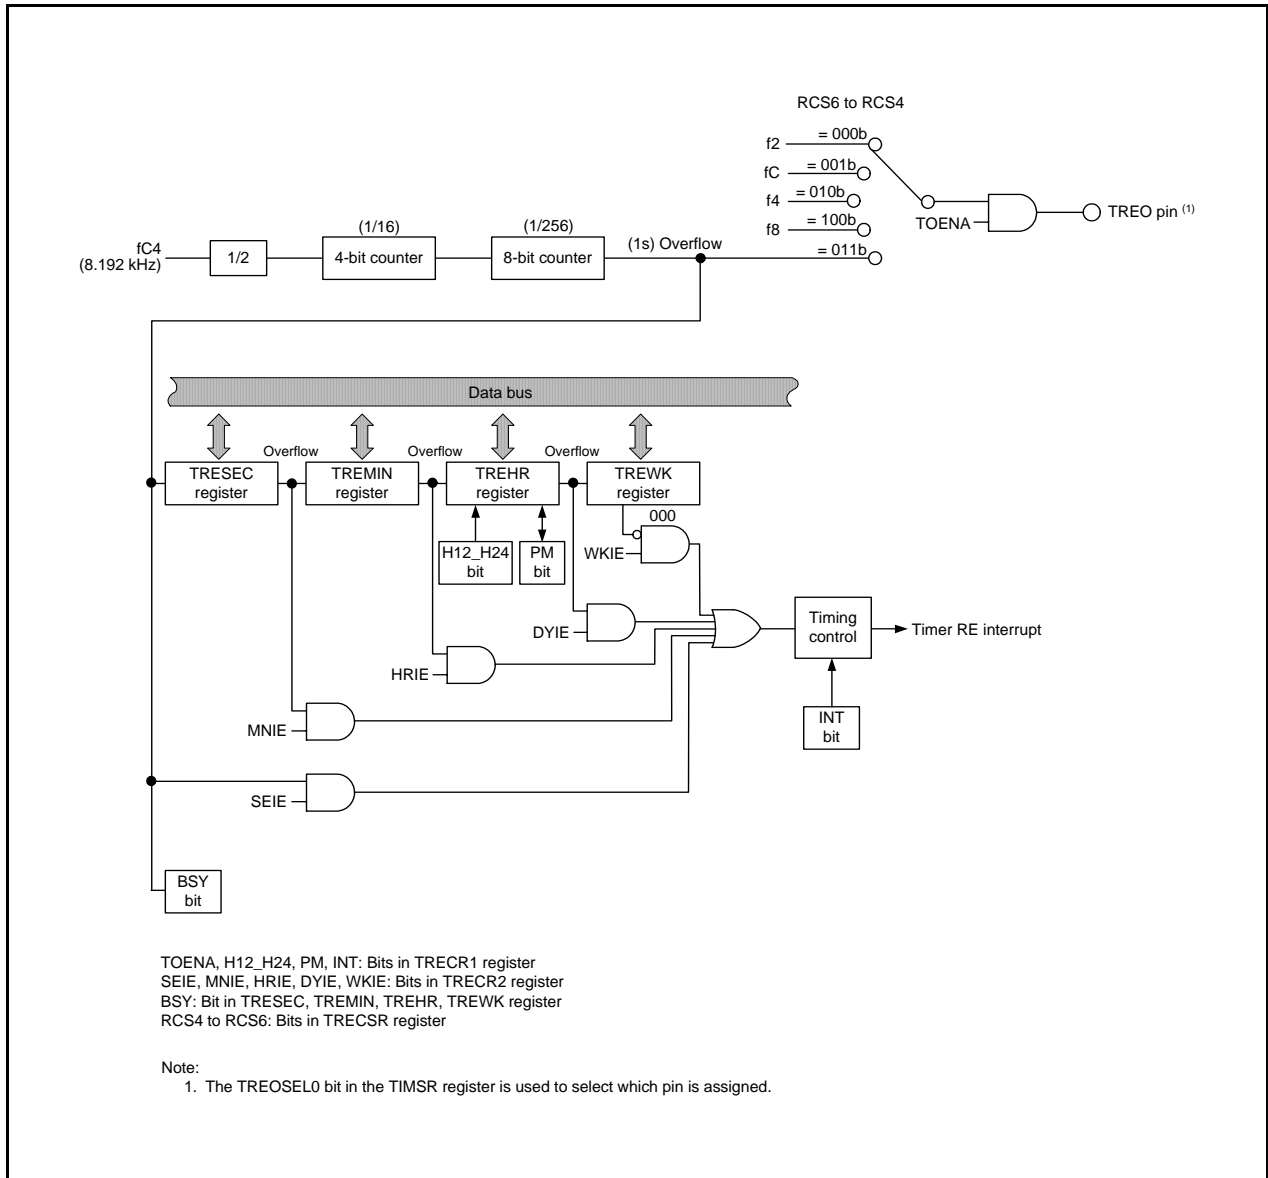 RCS6 to RCS4
f2
= 000b
fC
= 001b
f4
= 010b
f8
= 100b
= 011b
TOENA
TREO pin (1)
fC4
(8.192 kHz)
1/2
(1/16)
4-bit counter
(1/256)
8-bit counter
(1s) Overflow
Data bus
Overflow
Overflow
Overflow
TRESEC
register
TREMIN
register
TREHR
register
TREWK
register
000
H12_H24
bit
PM
bit
WKIE
DYIE
HRIE
MNIE
SEIE
Timing
control
Timer RE interrupt
INT
bit
BSY
bit
TOENA, H12_H24, PM, INT: Bits in TRECR1 register
SEIE, MNIE, HRIE, DYIE, WKIE: Bits in TRECR2 register
BSY: Bit in TRESEC, TREMIN, TREHR, TREWK register
RCS4 to RCS6: Bits in TRECSR register
Note:
1. The TREOSEL0 bit in the TIMSR register is used to select which pin is assigned.